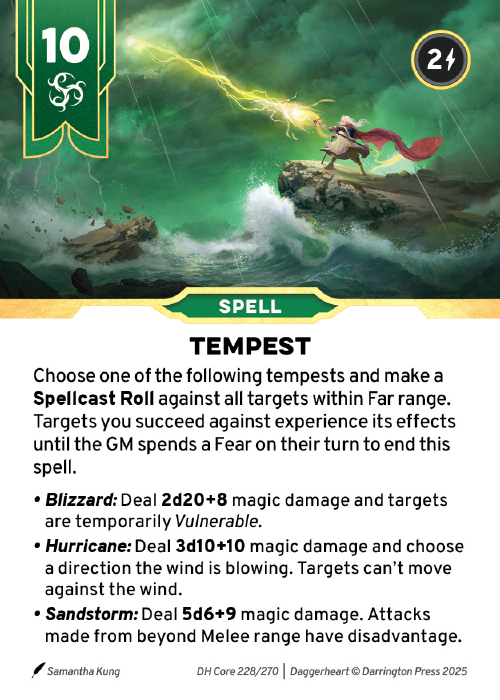 10
2
SPELL
TEMPEST
Choose one of the following tempests and make a
Spellcast Roll against all targets within Far range.
Targets you succeed against experience its effects
until the GM spends a Fear on their turn to end this
spell.
• Blizzard: Deal 2d20+8 magic damage and targets
are temporarily Vulnerable.
• Hurricane: Deal 3d10+10 magic damage and choose
a direction the wind is blowing. Targets can't move
against the wind.
• Sandstorm: Deal 5d6+9 magic damage. Attacks
made from beyond Melee range have disadvantage.
Samantha Kung
DH Core 228/270 | Daggerheart © Darrington Press 2025